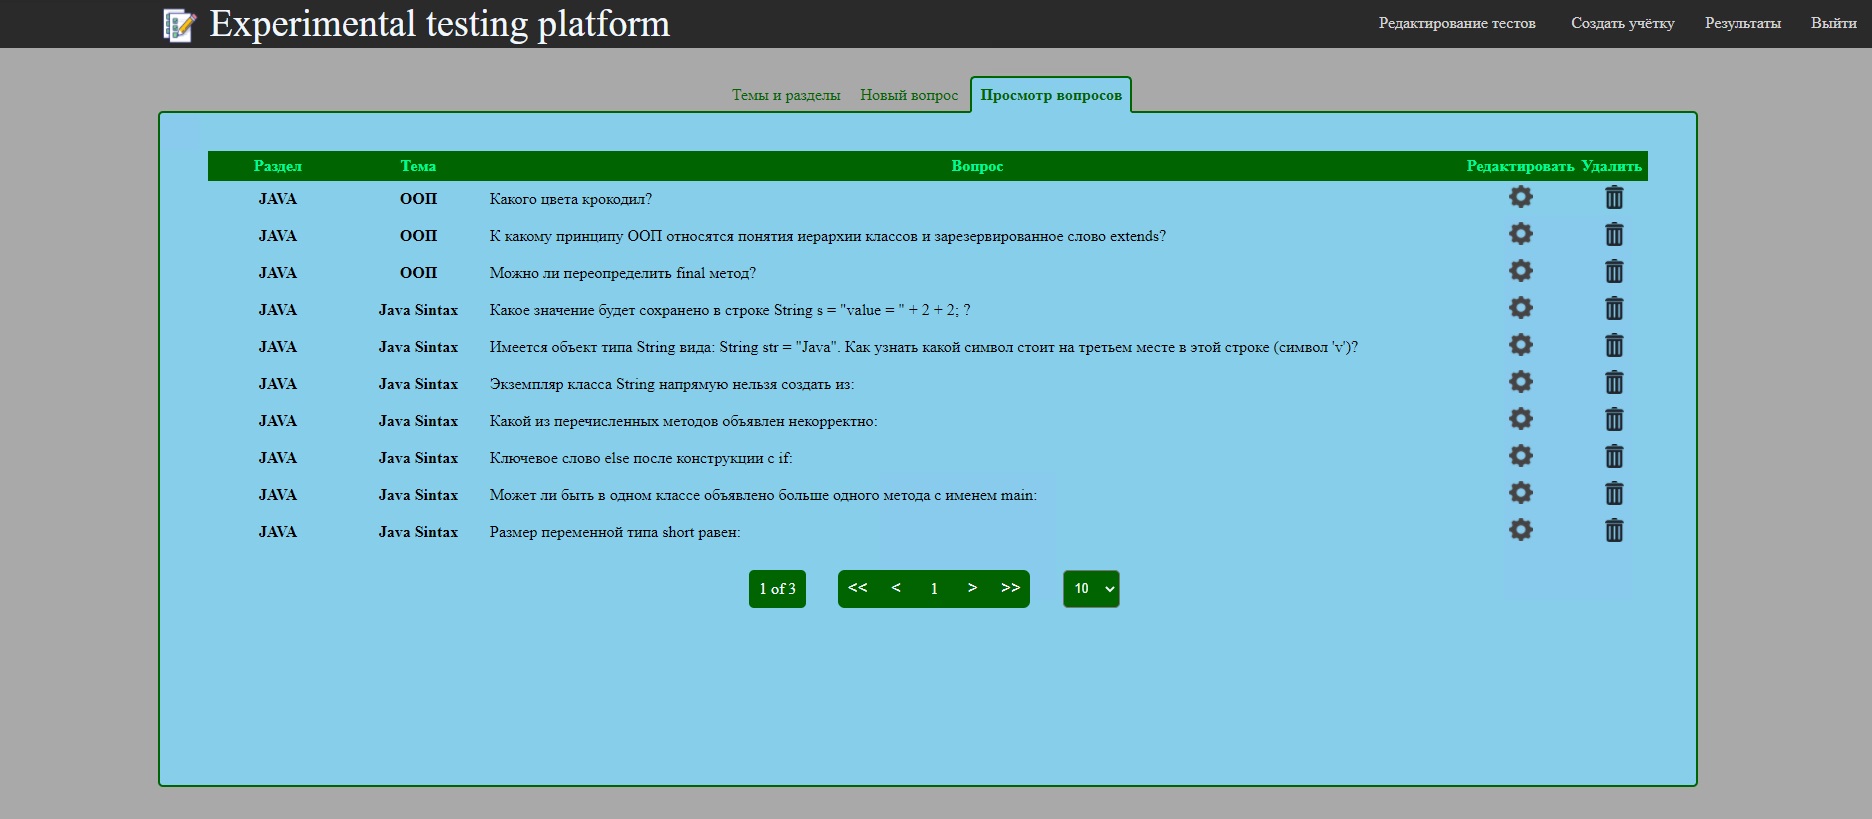 Experimental testing platform Редактирование тестов Создать учётку Результаты Выйти
Темы и разделы Новый вопрос Просмотр вопросов
Раздел Тема Вопрос Редактировать Удалить
JAVA ООП Какого цвета крокодил?
JAVA ООП К какому принципу ООП относятся понятия иерархии классов и зарезервированное слово extends?
JAVA ООП Можно ли переопределить final метод?
JAVA Java Sintax Какое значение будет сохранено в строке String s = "value = " + 2 + 2; ?
JAVA Java Sintax Имеется объект типа String вида: String str = "Java". Как узнать какой символ стоит на третьем месте в этой строке (символ 'v')?
JAVA Java Sintax Экземпляр класса String напрямую нельзя создать из:
JAVA Java Sintax Какой из перечисленных методов объявлен некорректно:
JAVA Java Sintax Ключевое слово else после конструкции с if:
JAVA Java Sintax Может ли быть в одном классе объявлено больше одного метода с именем main:
JAVA Java Sintax Размер переменной типа short равен:
1 of 3 << < 1 > >> 10